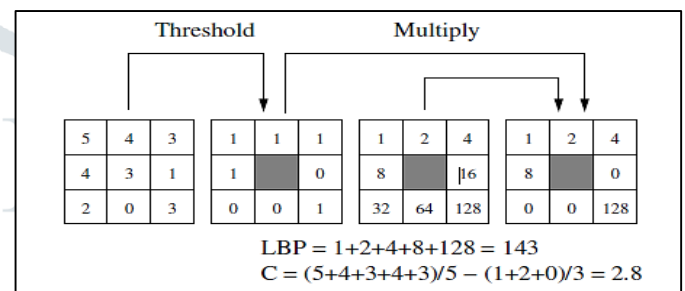 Threshold Multiply
5 4 3 1 1 1 1 2 4 1 2 4
4 3 1 1 0 8 16 8 0
2 0 3 0 0 1 32 64 128 0 0 128
LBP = 1+2+4+8+128 = 143
C = (5+4+3+4+3)/5 − (1+2+0)/3 = 2.8